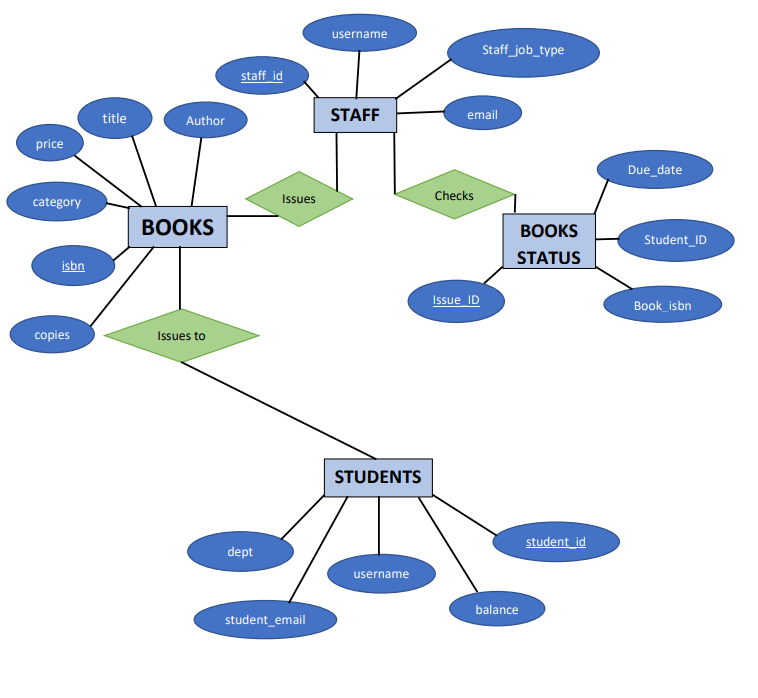 username
Staff_job_type
staff_id
STAFF
email
title
Author
price
category
BOOKS
isbn
copies
Issues
Checks
Due_date
BOOKS
STATUS
Student_ID
Issue_ID
Book_isbn
Issues to
STUDENTS
dept
username
student_id
student_email
balance